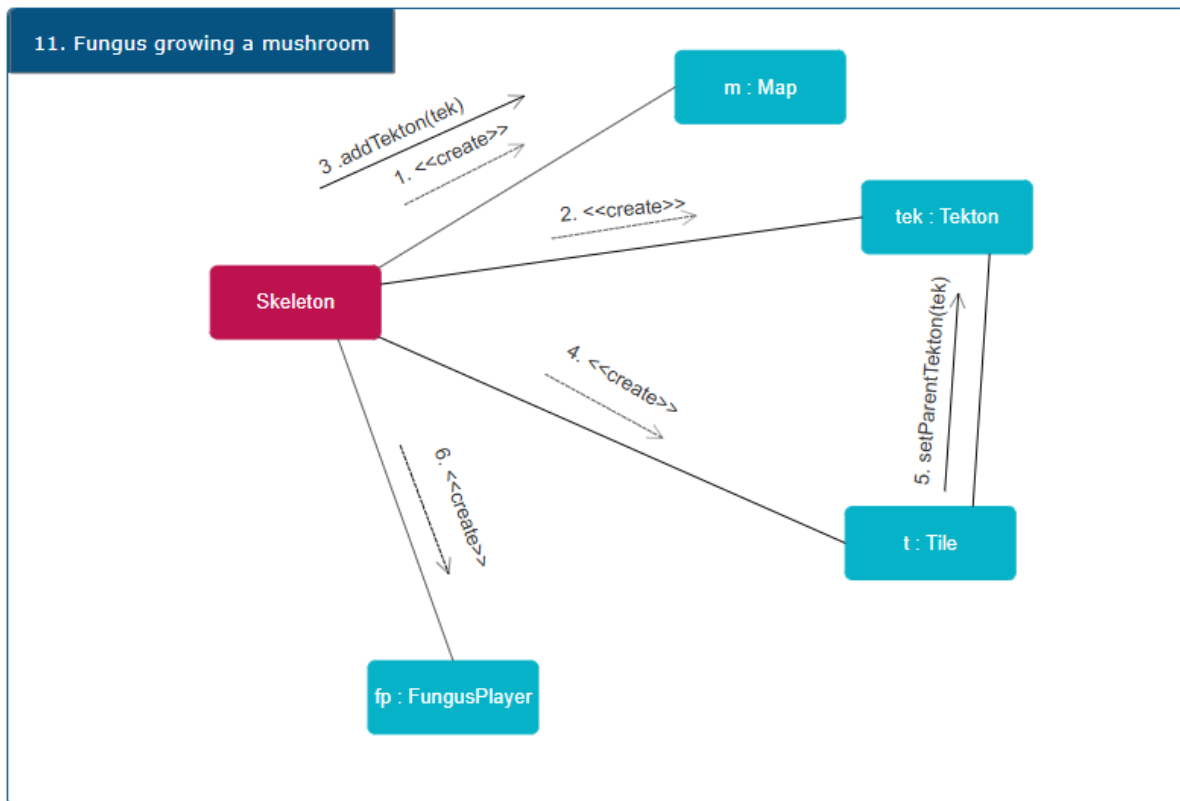 11. Fungus growing a mushroom
m : Map
3 .addTekton(tek)
1. <<create>>
2. <<create>>
tek : Tekton
Skeleton
4. <<create>>
5. setParentTekton(tek)
6. <<create>>
t : Tile
fp : FungusPlayer